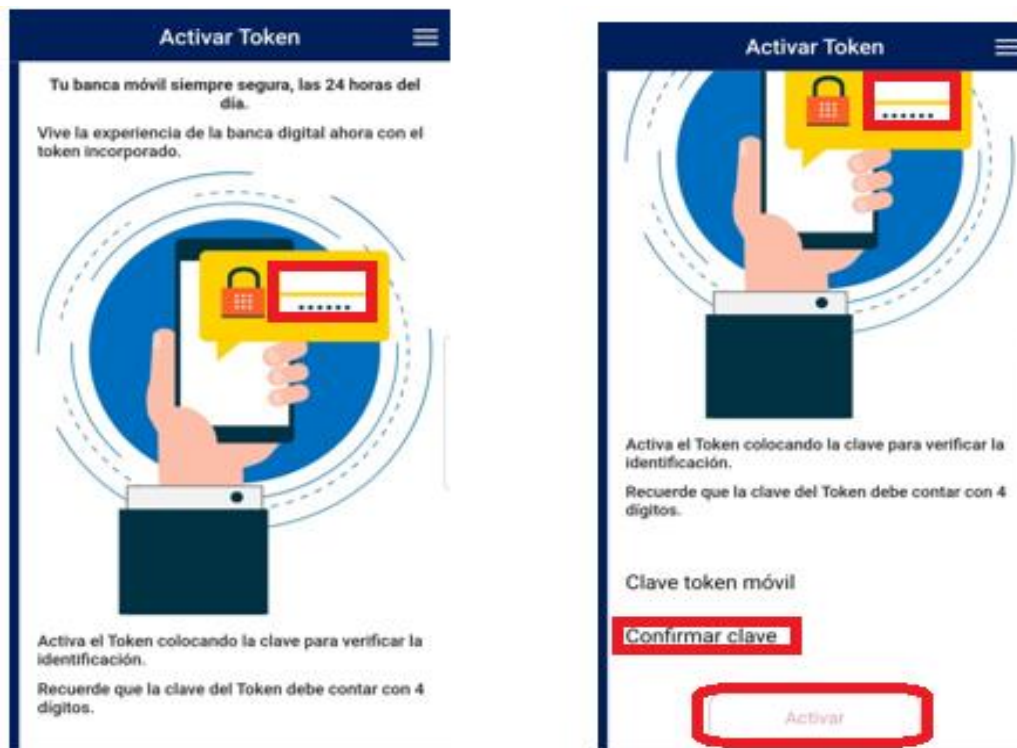 Activar Token
Tu banca móvil siempre segura, las 24 horas del
día.
Vive la experiencia de la banca digital ahora con el
token incorporado.
Activa el Token colocando la clave para verificar la
identificación.
Recuerde que la clave del Token debe contar con 4
dígitos.
Activar Token
Activa el Token colocando la clave para verificar la
identificación.
Recuerde que la clave del Token debe contar con 4
dígitos.
Clave token móvil
Confirmar clave
Activar